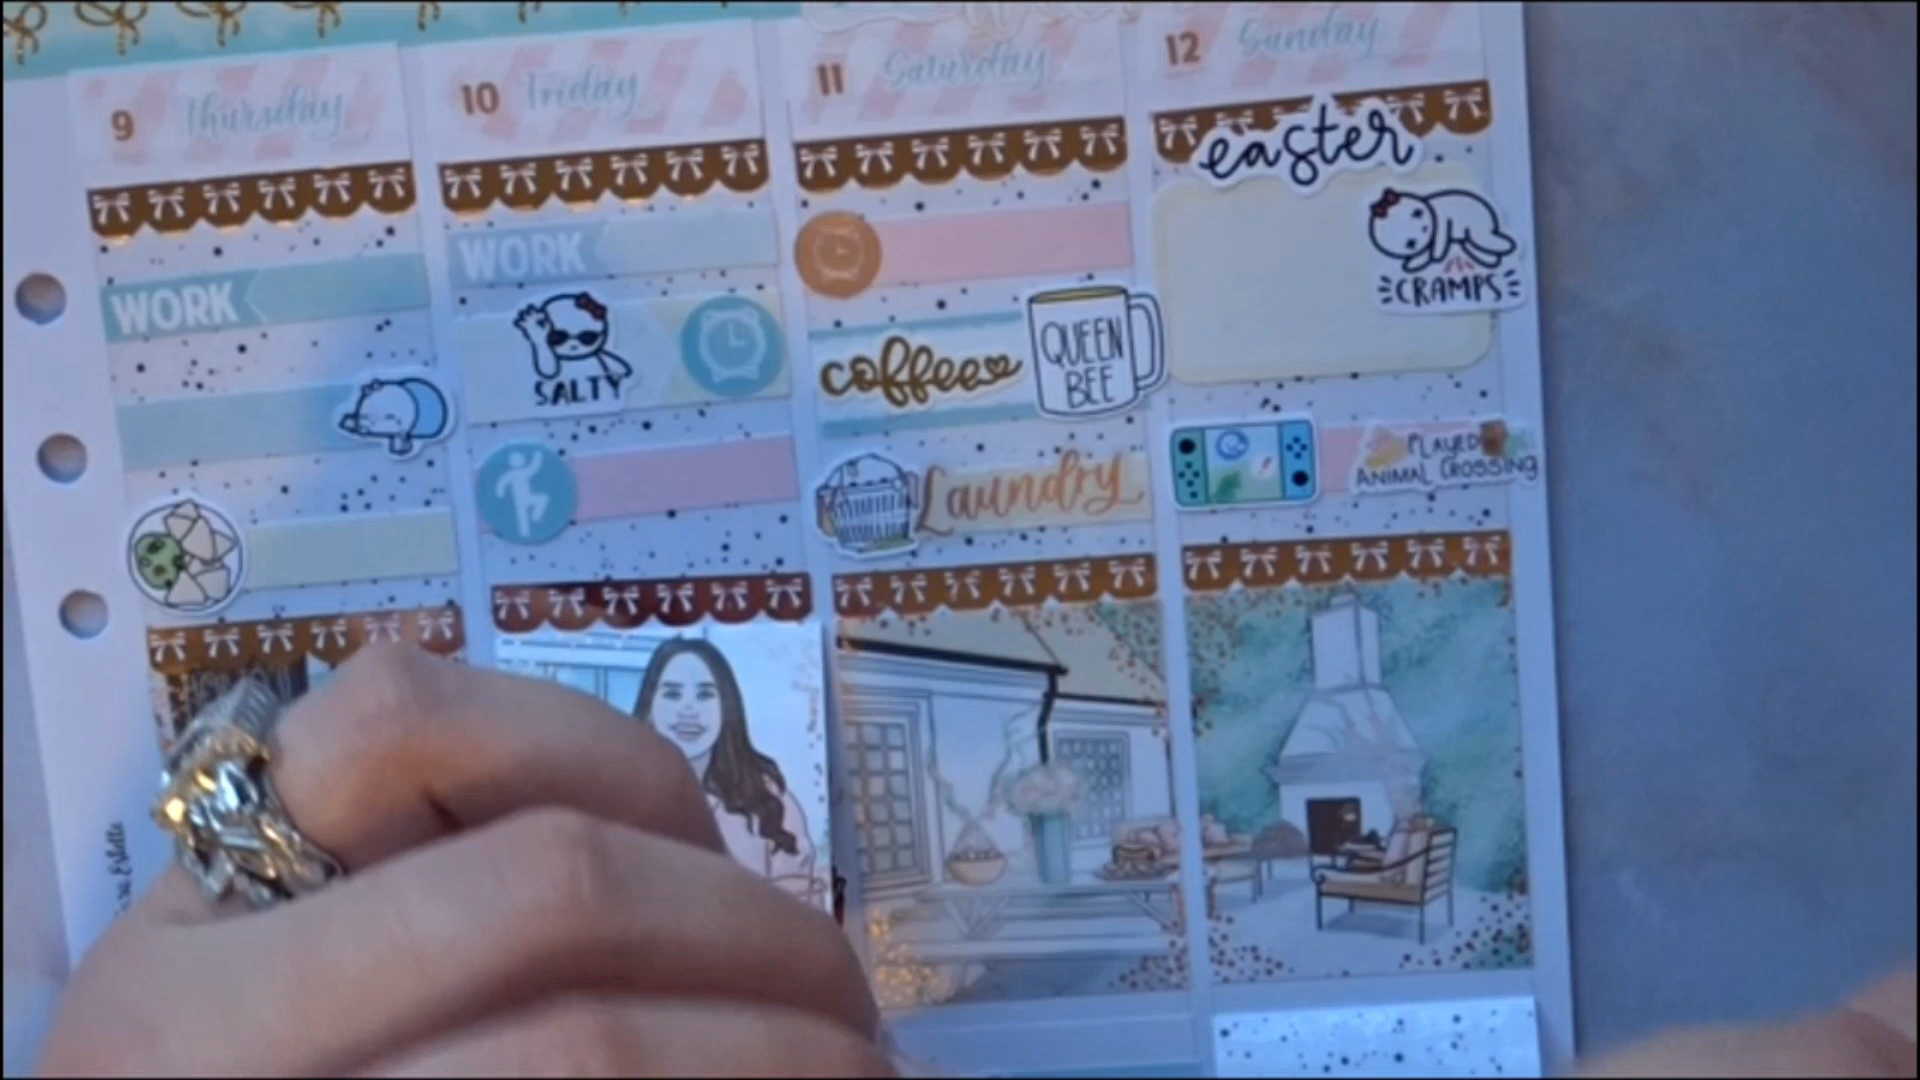 9 Thursday
10 Friday
11 Saturday
12 Sunday
easter
WORK
WORK
CRAMPS
SALTY
coffee
QUEEN
BEE
Laundry
PLAYED
ANIMAL CROSSING